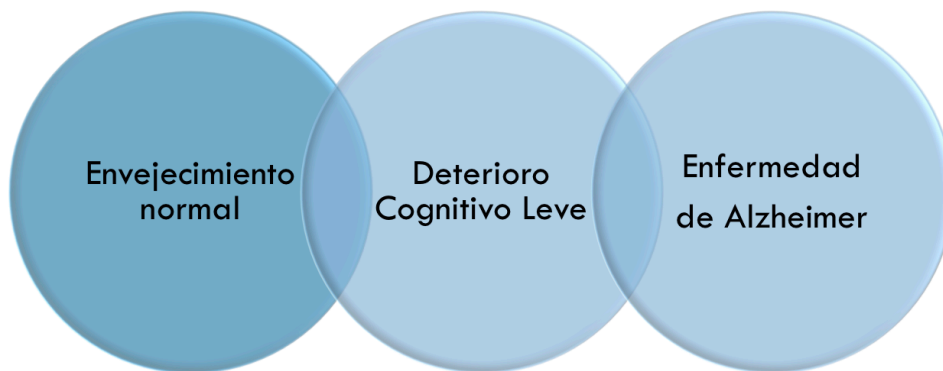 Envejecimiento
normal
Deterioro
Cognitivo Leve
Enfermedad
de Alzheimer